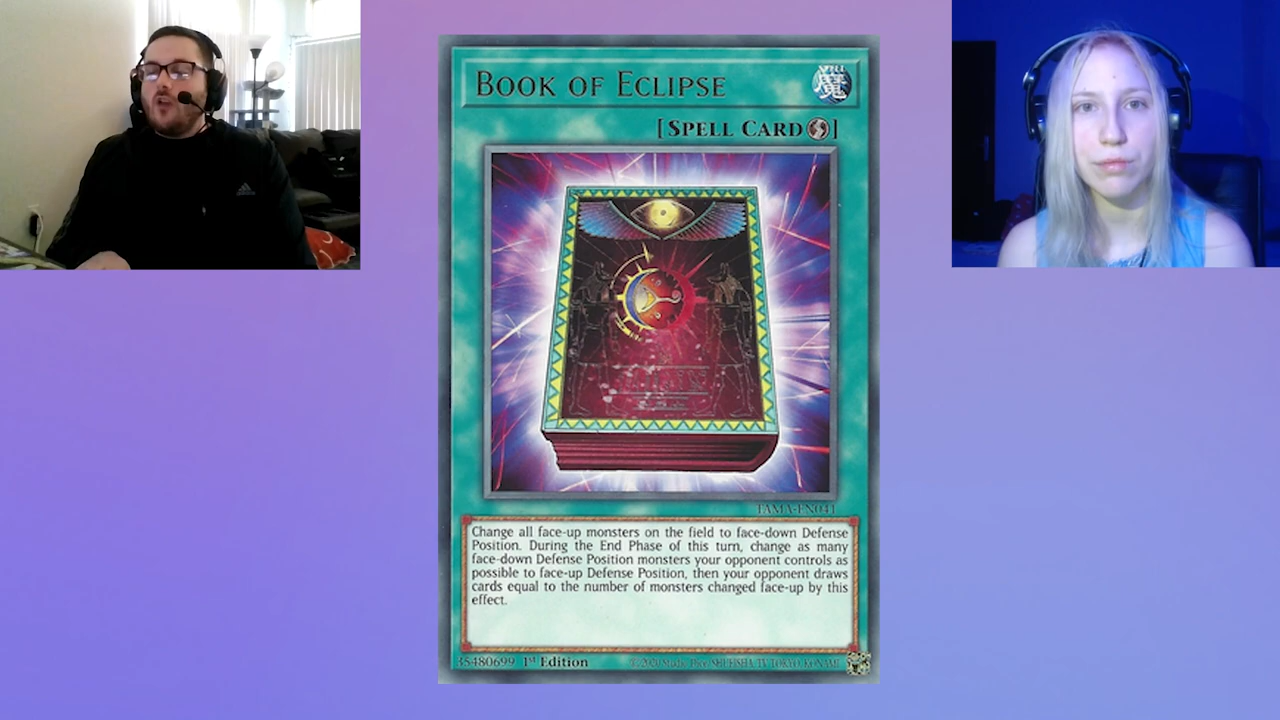 BOOK OF ECLIPSE
魔
[SPELL CARD]
TAMA-EN041
Change all face-up monsters on the field to face-down Defense
Position. During the End Phase of this turn, change as many
face-down Defense Position monsters your opponent controls as
possible to face-up Defense Position, then your opponent draws
cards equal to the number of monsters changed face-up by this
effect.
35480699 1st Edition
adidas